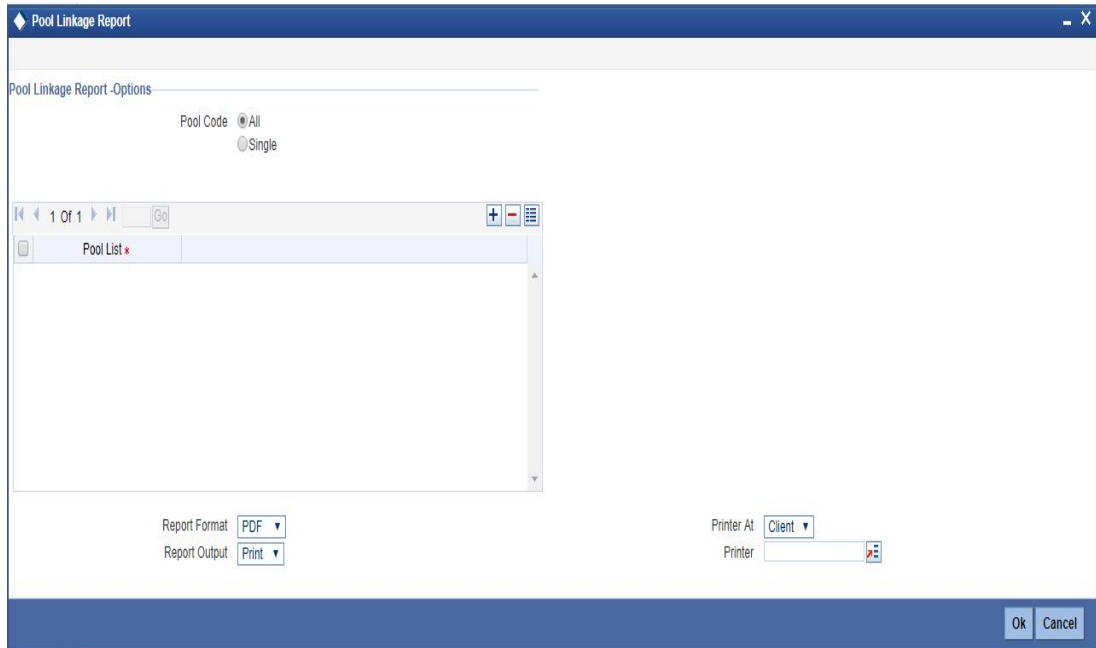 Pool Linkage Report
Pool Linkage Report -Options
Pool Code All
Single
1 Of 1 Go
Pool List *
Report Format PDF
Report Output Print
Printer At Client
Printer
Ok Cancel